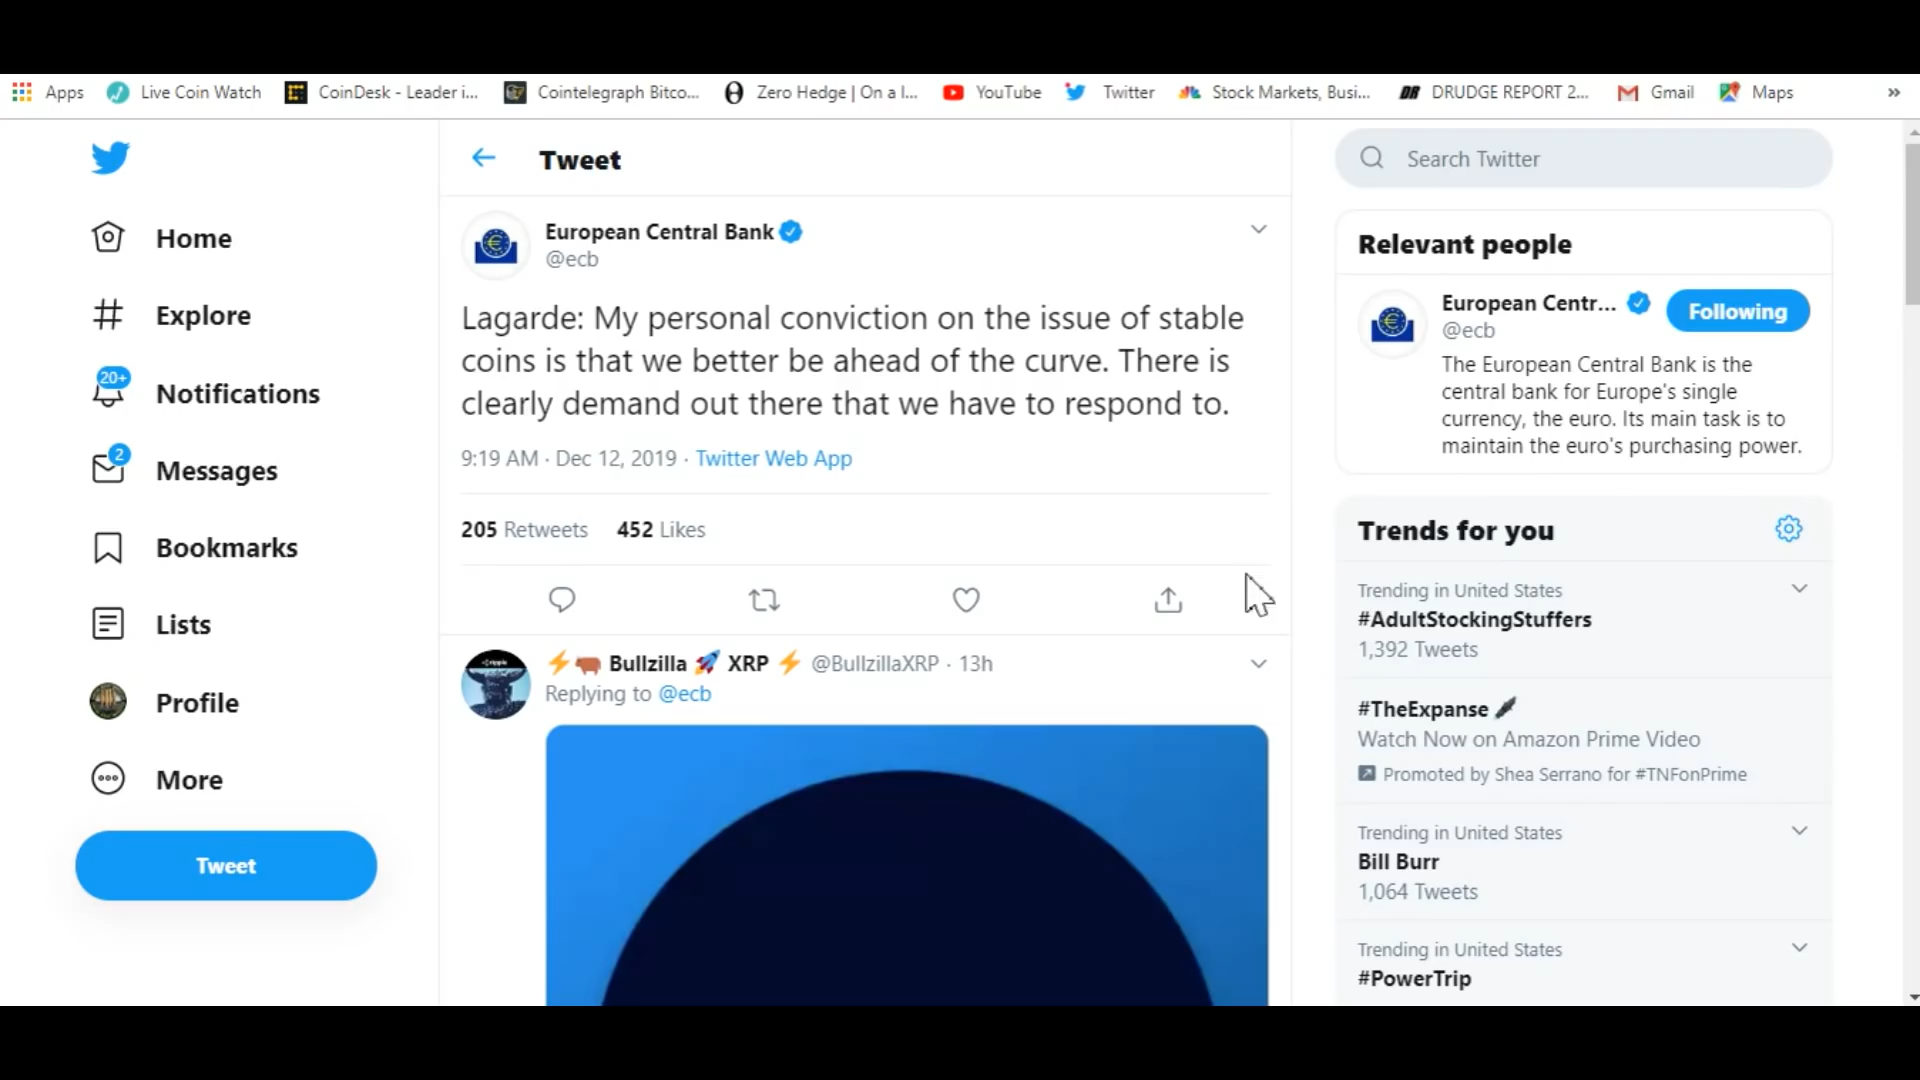 Apps Live Coin Watch CoinDesk - Leader i... Cointelegraph Bitco... Zero Hedge | On a l... YouTube Twitter Stock Markets, Busi... DR DRUDGE REPORT 2... Gmail Maps »
Tweet
Search Twitter
Home
Explore
20+
Notifications
2
Messages
Bookmarks
Lists
Profile
More
Tweet
European Central Bank
@ecb
Lagarde: My personal conviction on the issue of stable
coins is that we better be ahead of the curve. There is
clearly demand out there that we have to respond to.
9:19 AM · Dec 12, 2019 · Twitter Web App
205 Retweets 452 Likes
⚡🐂 Bullzilla 🚀 XRP ⚡ @BullzillaXRP · 13h
Replying to @ecb
ripple
Relevant people
European Centr...
@ecb
Following
The European Central Bank is the
central bank for Europe's single
currency, the euro. Its main task is to
maintain the euro's purchasing power.
Trends for you
Trending in United States
#AdultStockingStuffers
1,392 Tweets
#TheExpanse
Watch Now on Amazon Prime Video
Promoted by Shea Serrano for #TNFonPrime
Trending in United States
Bill Burr
1,064 Tweets
Trending in United States
#PowerTrip